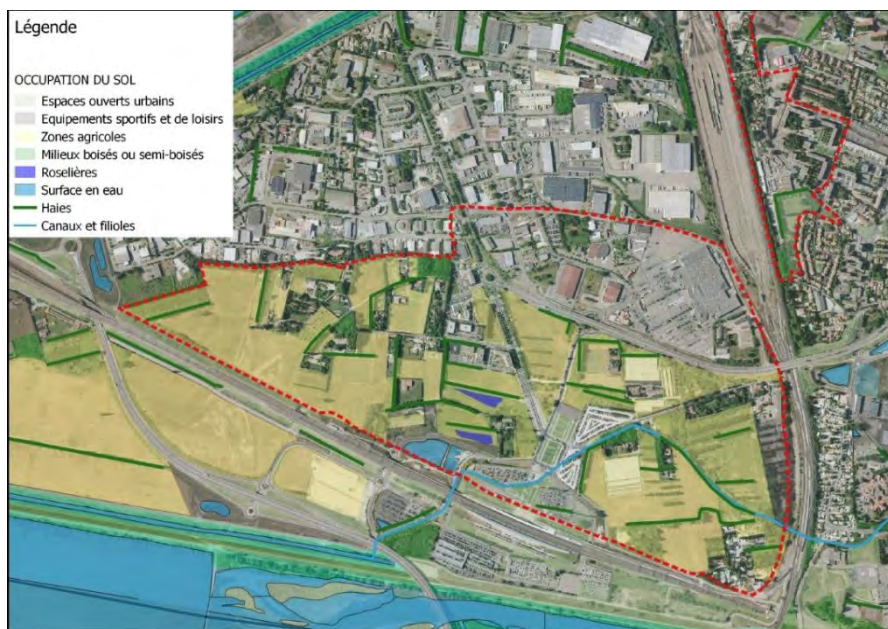 Légende
OCCUPATION DU SOL
Espaces ouverts urbains
Equipements sportifs et de loisirs
Zones agricoles
Milieux boisés ou semi-boisés
Roselières
Surface en eau
Haies
Canaux et filioles